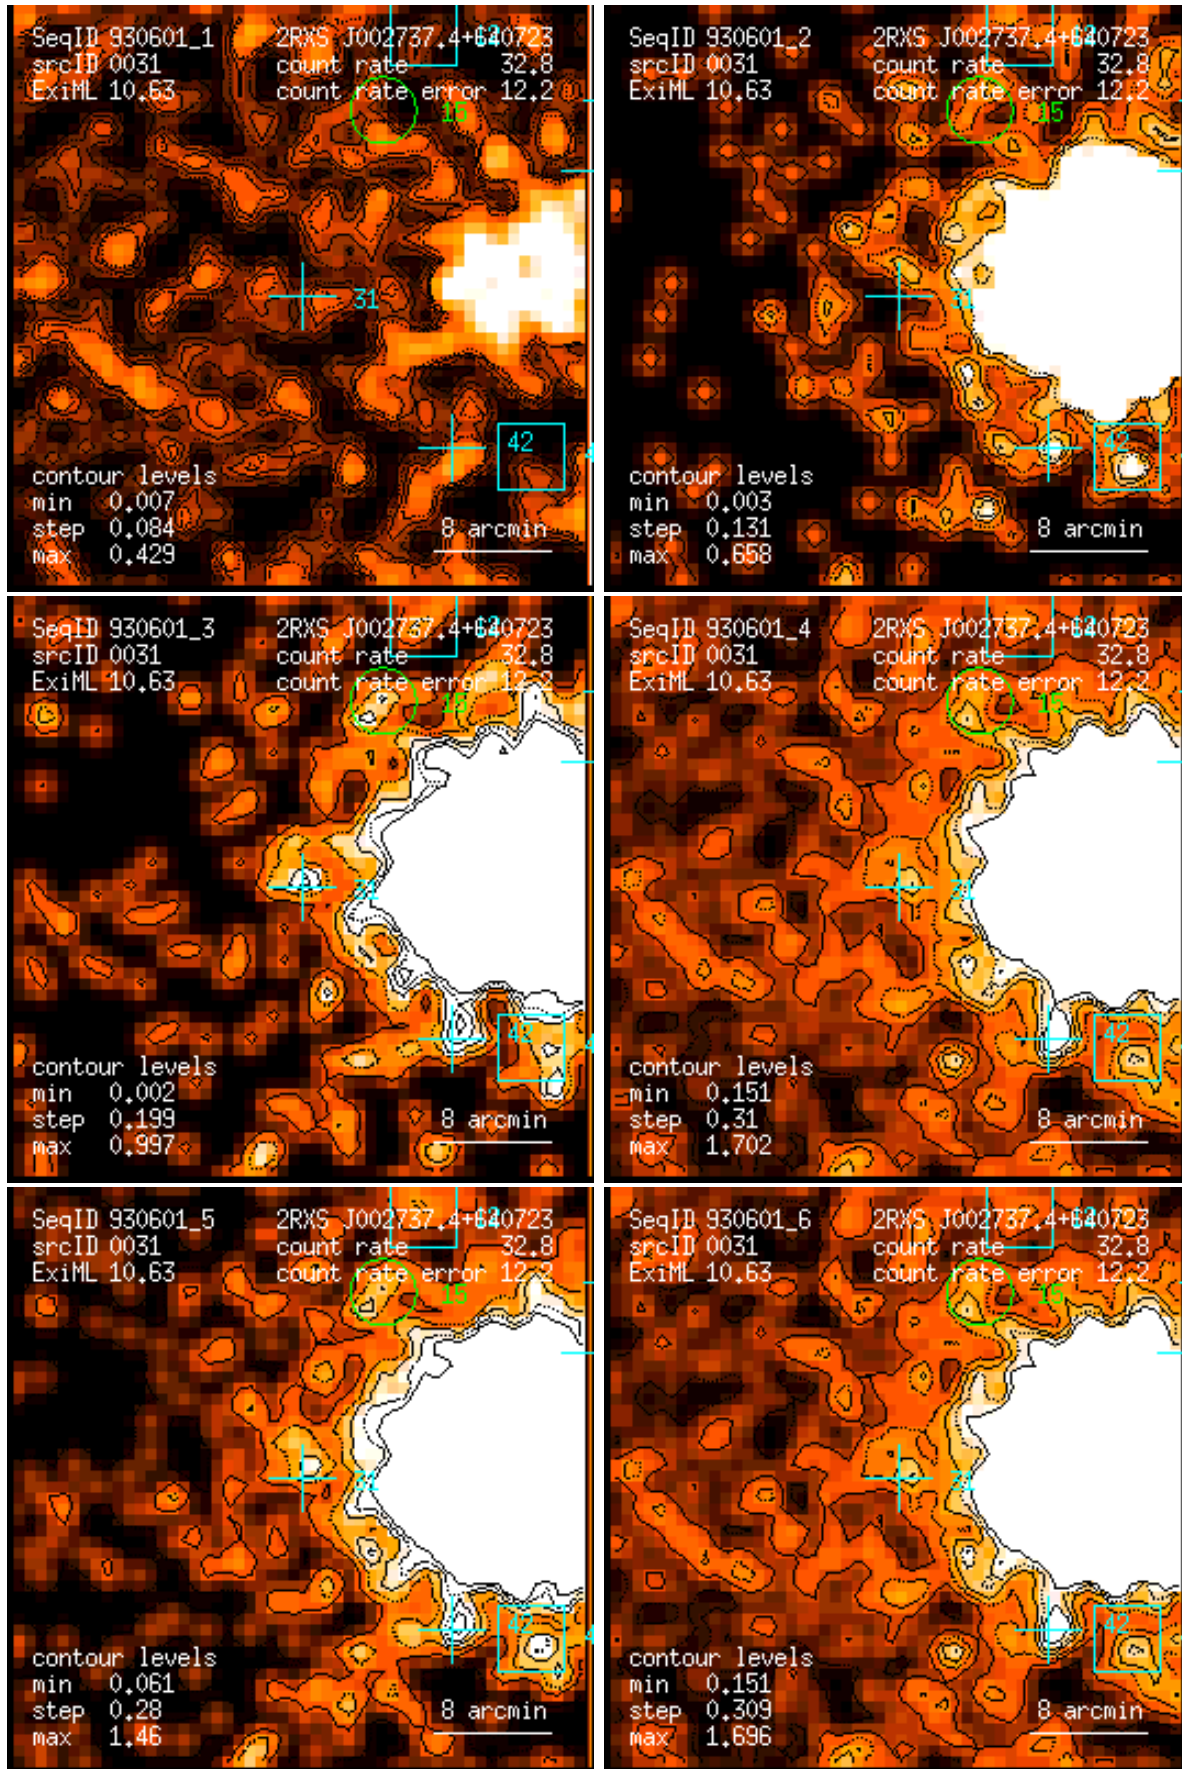 SeqID 930601_1 2RXS J002737.4+640723
srcID 0031 count rate 32.8
ExiML 10.63 count rate error 12.2
15
31
42
contour levels
min 0.007
step 0.084
max 0.429
8 arcmin
SeqID 930601_2 2RXS J002737.4+640723
srcID 0031 count rate 32.8
ExiML 10.63 count rate error 12.2
15
31
42
contour levels
min 0.003
step 0.131
max 0.658
8 arcmin
SeqID 930601_3 2RXS J002737.4+640723
srcID 0031 count rate 32.8
ExiML 10.63 count rate error 12.2
15
31
42
contour levels
min 0.002
step 0.199
max 0.997
8 arcmin
SeqID 930601_4 2RXS J002737.4+640723
srcID 0031 count rate 32.8
ExiML 10.63 count rate error 12.2
15
31
42
contour levels
min 0.151
step 0.31
max 1.702
8 arcmin
SeqID 930601_5 2RXS J002737.4+640723
srcID 0031 count rate 32.8
ExiML 10.63 count rate error 12.2
15
31
42
contour levels
min 0.061
step 0.28
max 1.46
8 arcmin
SeqID 930601_6 2RXS J002737.4+640723
srcID 0031 count rate 32.8
ExiML 10.63 count rate error 12.2
15
31
42
contour levels
min 0.151
step 0.309
max 1.696
8 arcmin